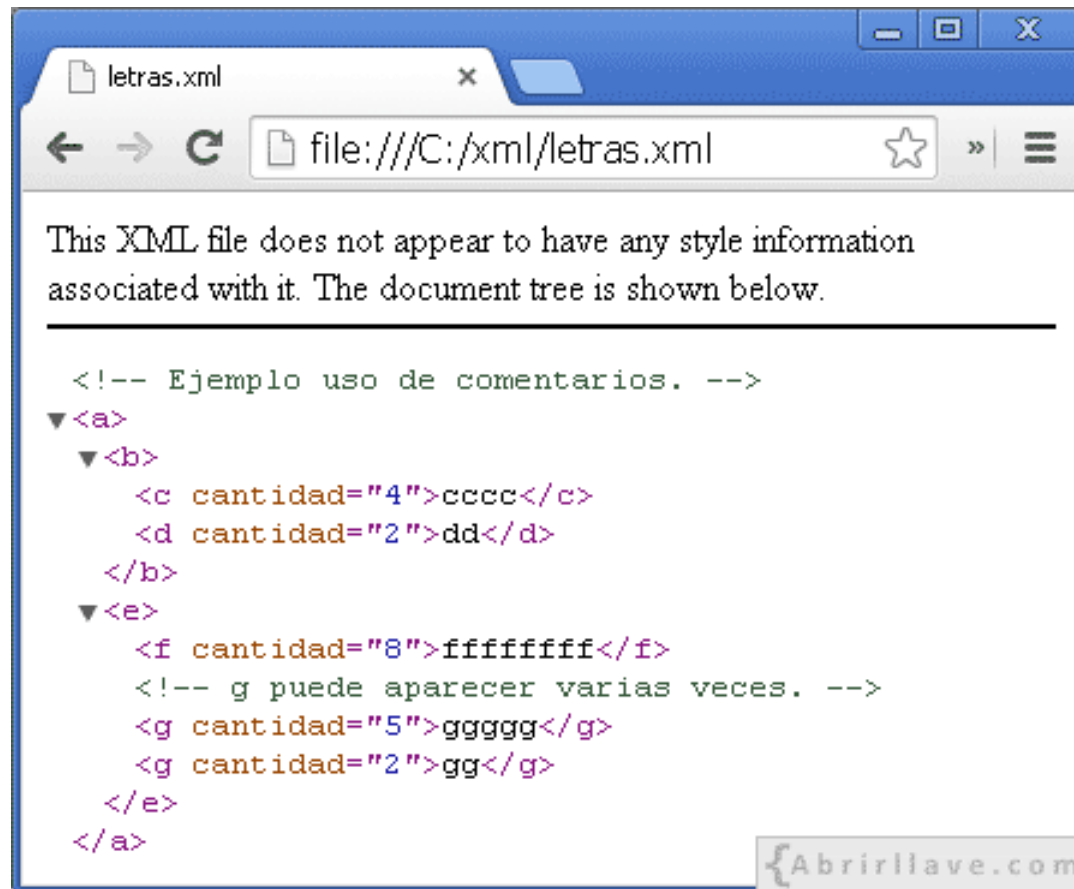 letras.xml
file:///C:/xml/letras.xml
This XML file does not appear to have any style information
associated with it. The document tree is shown below.
<!-- Ejemplo uso de comentarios. -->
▼<a>
▼<b>
<c cantidad="4">cccc</c>
<d cantidad="2">dd</d>
</b>
▼<e>
<f cantidad="8">ffffffff</f>
<!-- g puede aparecer varias veces. -->
<g cantidad="5">ggggg</g>
<g cantidad="2">gg</g>
</e>
</a>
{Abrirllave.com